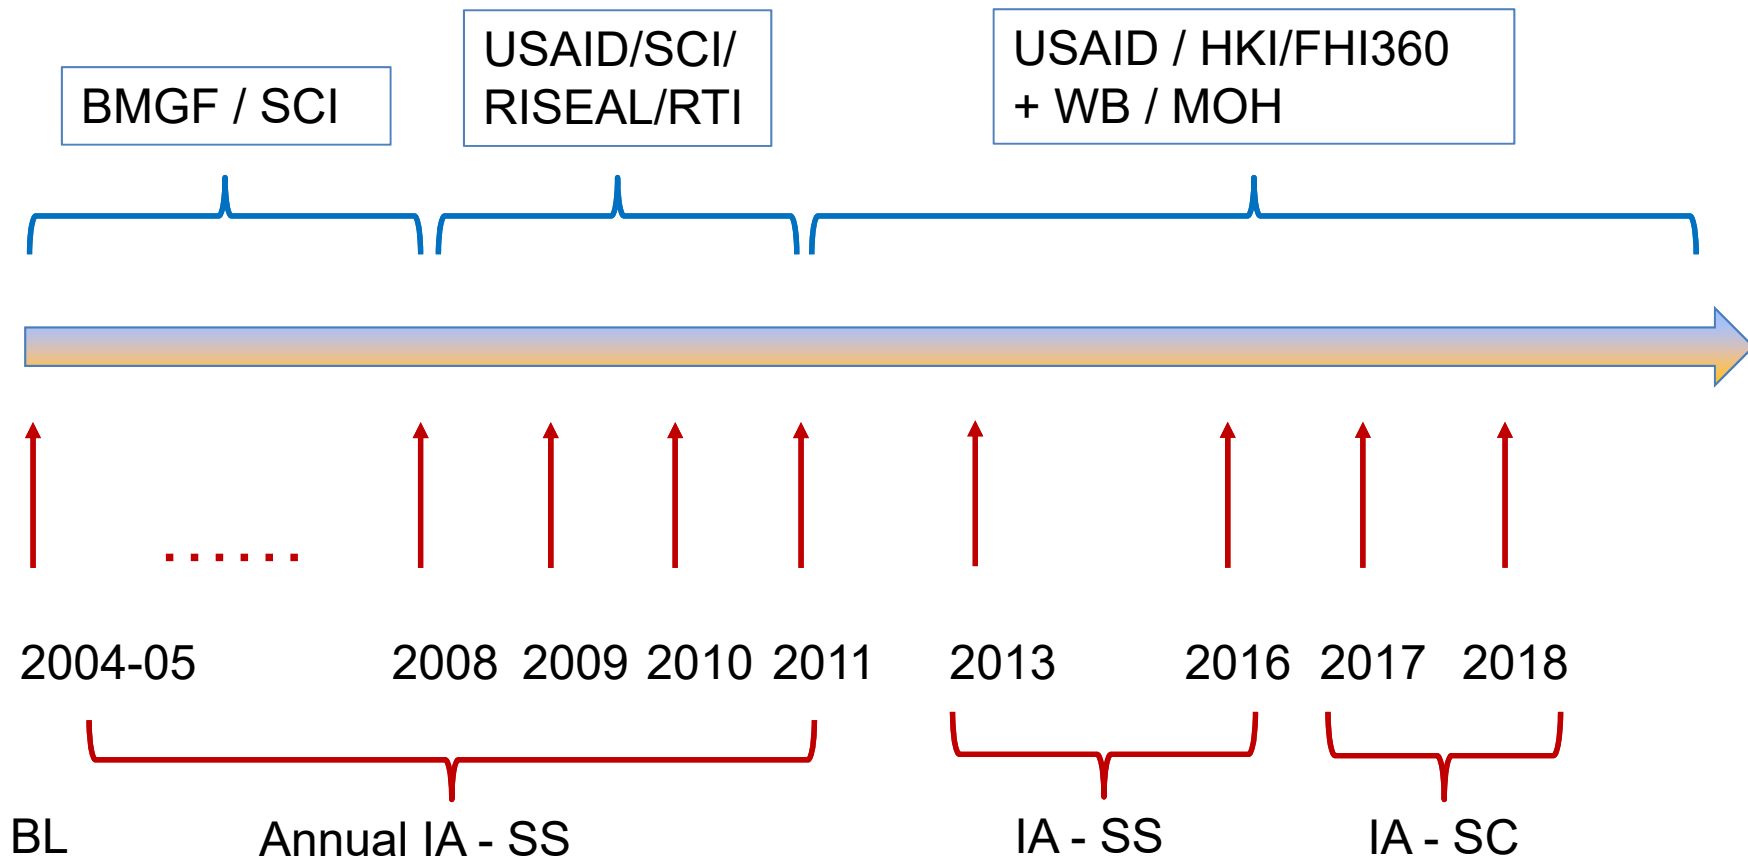 BMGF / SCI
USAID/SCI/
RISEAL/RTI
USAID / HKI/FHI360
+ WB / MOH
......
2004-05
2008
2009
2010
2011
2013
2016
2017
2018
BL
Annual IA - SS
IA - SS
IA - SC